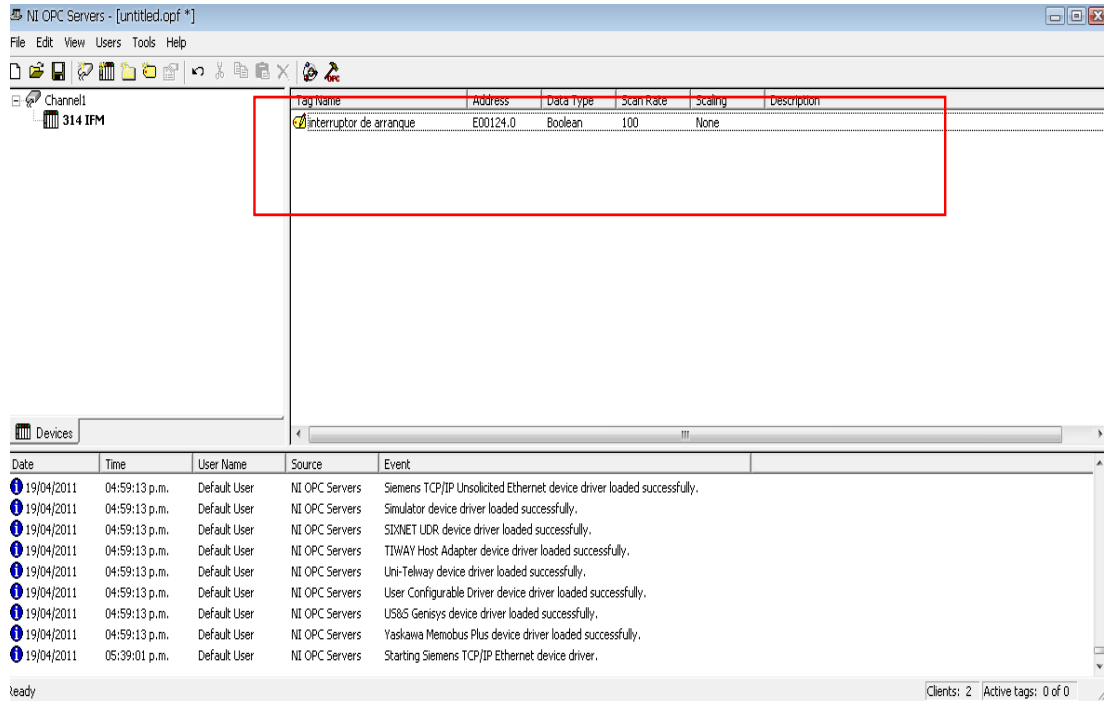 NI OPC Servers - [untitled.opf *]
File Edit View Users Tools Help
OPC
Channel1
314 IFM
Tag Name Address Data Type Scan Rate Scaling Description
interruptor de arranque E00124.0 Boolean 100 None
Devices
Date Time User Name Source Event
19/04/2011 04:59:13 p.m. Default User NI OPC Servers Siemens TCP/IP Unsolicited Ethernet device driver loaded successfully.
19/04/2011 04:59:13 p.m. Default User NI OPC Servers Simulator device driver loaded successfully.
19/04/2011 04:59:13 p.m. Default User NI OPC Servers SIXNET UDR device driver loaded successfully.
19/04/2011 04:59:13 p.m. Default User NI OPC Servers TIWAY Host Adapter device driver loaded successfully.
19/04/2011 04:59:13 p.m. Default User NI OPC Servers Uni-Telway device driver loaded successfully.
19/04/2011 04:59:13 p.m. Default User NI OPC Servers User Configurable Driver device driver loaded successfully.
19/04/2011 04:59:13 p.m. Default User NI OPC Servers US&S Genisys device driver loaded successfully.
19/04/2011 04:59:13 p.m. Default User NI OPC Servers Yaskawa Memobus Plus device driver loaded successfully.
19/04/2011 05:39:01 p.m. Default User NI OPC Servers Starting Siemens TCP/IP Ethernet device driver.
Ready Clients: 2 Active tags: 0 of 0